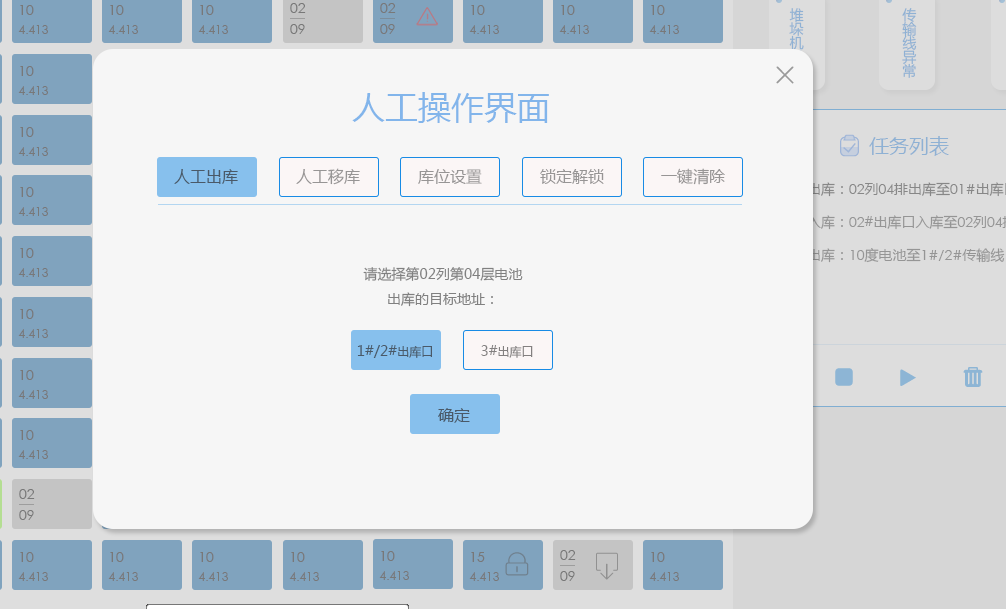 10 10 10 02 02 10 10 10
4.413 4.413 4.413 09 09 4.413 4.413 4.413
堆垛机
传输线异常
10
4.413
10
4.413
10
4.413
10
4.413
10
4.413
10
4.413
10
4.413
02
09
人工操作界面
人工出库 人工移库 库位设置 锁定解锁 一键清除
请选择第02列第04层电池
出库的目标地址：
1#/2#出库口 3#出库口
确定
任务列表
出库：02列04排出库至01#出库
入库：02#出库口入库至02列04排
出库：10度电池至1#/2#传输线
10 10 10 10 10 15 02 10
4.413 4.413 4.413 4.413 4.413 4.413 09 4.413